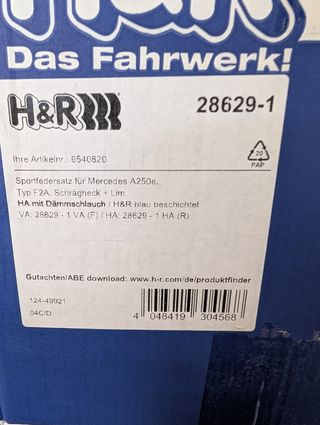 H&R
Das Fahrwerk!
H&R
28629-1
Ihre Artikelnr.: 6540820
20
PAP
Sportfedersatz für Mercedes A250e,
Typ F2A, Schrägheck + Lim
HA mit Dämmschlauch / H&R blau beschichtet
VA: 28629 - 1 VA (F) / HA: 28629 - 1 HA (R)
Gutachten/ABE download: www.h-r.com/de/produktfinder
124-49921
04C/D
4 048419 304568